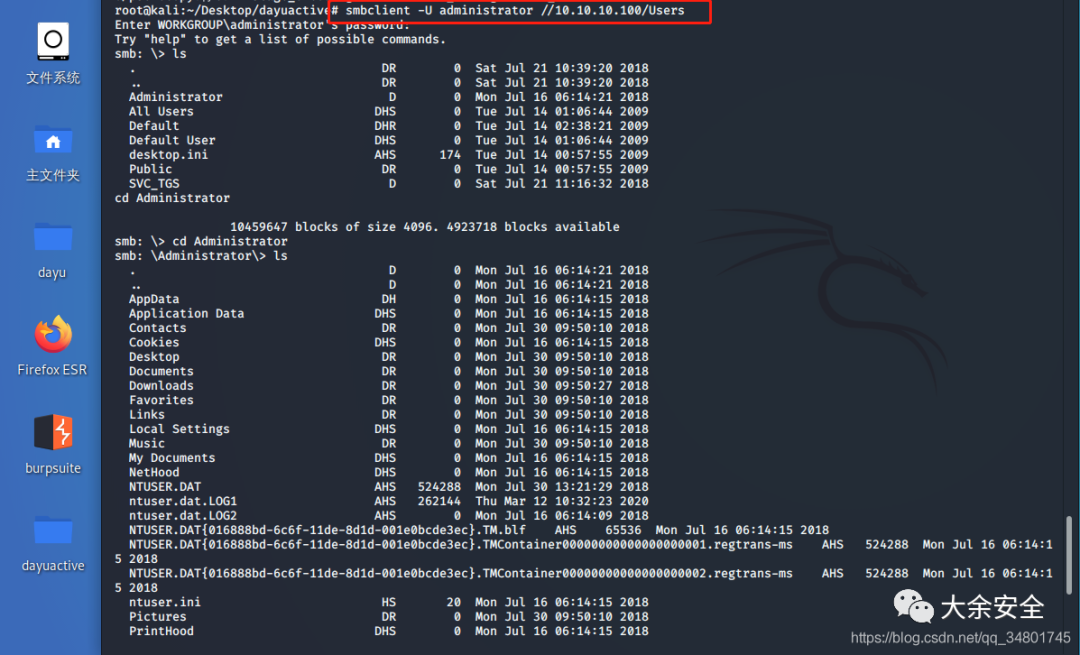 root@kali:~/Desktop/dayuactive# smbclient -U administrator //10.10.10.100/Users
Enter WORKGROUP\administrator's password:
Try "help" to get a list of possible commands.
smb: \> ls
. DR 0 Sat Jul 21 10:39:20 2018
.. DR 0 Sat Jul 21 10:39:20 2018
Administrator D 0 Mon Jul 16 06:14:21 2018
All Users DHS 0 Tue Jul 14 01:06:44 2009
Default DHR 0 Tue Jul 14 02:38:21 2009
Default User DHS 0 Tue Jul 14 01:06:44 2009
desktop.ini AHS 174 Tue Jul 14 00:57:55 2009
Public DR 0 Tue Jul 14 00:57:55 2009
SVC_TGS D 0 Sat Jul 21 11:16:32 2018
cd Administrator
10459647 blocks of size 4096. 4923718 blocks available
smb: \> cd Administrator
smb: \Administrator\> ls
. D 0 Mon Jul 16 06:14:21 2018
.. D 0 Mon Jul 16 06:14:21 2018
AppData DH 0 Mon Jul 16 06:14:15 2018
Application Data DHS 0 Mon Jul 16 06:14:15 2018
Contacts DR 0 Mon Jul 30 09:50:10 2018
Cookies DHS 0 Mon Jul 16 06:14:15 2018
Desktop DR 0 Mon Jul 30 09:50:10 2018
Documents DR 0 Mon Jul 30 09:50:10 2018
Downloads DR 0 Mon Jul 30 09:50:27 2018
Favorites DR 0 Mon Jul 30 09:50:10 2018
Links DR 0 Mon Jul 30 09:50:10 2018
Local Settings DHS 0 Mon Jul 16 06:14:15 2018
Music DR 0 Mon Jul 30 09:50:10 2018
My Documents DHS 0 Mon Jul 16 06:14:15 2018
NetHood DHS 0 Mon Jul 16 06:14:15 2018
NTUSER.DAT AHS 524288 Mon Jul 30 13:21:29 2018
ntuser.dat.LOG1 AHS 262144 Thu Mar 12 10:32:23 2020
ntuser.dat.LOG2 AHS 0 Mon Jul 16 06:14:09 2018
NTUSER.DAT{016888bd-6c6f-11de-8d1d-001e0bcde3ec}.TM.blf AHS 65536 Mon Jul 16 06:14:15 2018
NTUSER.DAT{016888bd-6c6f-11de-8d1d-001e0bcde3ec}.TMContainer00000000000000000001.regtrans-ms AHS 524288 Mon Jul 16 06:14:1
5 2018
NTUSER.DAT{016888bd-6c6f-11de-8d1d-001e0bcde3ec}.TMContainer00000000000000000002.regtrans-ms AHS 524288 Mon Jul 16 06:14:1
5 2018
ntuser.ini HS 20 Mon Jul 16 06:14:15 2018
Pictures DR 0 Mon Jul 30 09:50:10 2018
PrintHood DHS 0 Mon Jul 16 06:14:15 2018
文件系统
主文件夹
dayu
Firefox ESR
burpsuite
dayuactive
大余安全
https://blog.csdn.net/qq_34801745